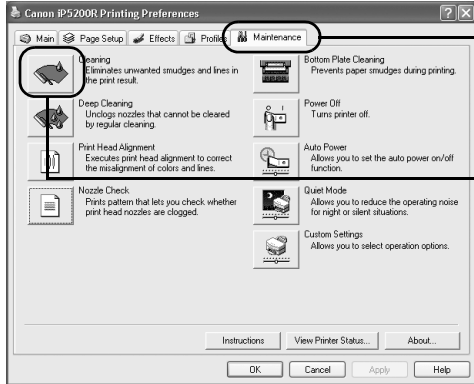 Canon iP5200R Printing Preferences
Main
Page Setup
Effects
Profiles
Maintenance
Cleaning
Eliminates unwanted smudges and lines in
the print result.
Bottom Plate Cleaning
Prevents paper smudges during printing.
Deep Cleaning
Unclogs nozzles that cannot be cleared
by regular cleaning.
Power Off
Turns printer off.
Print Head Alignment
Executes print head alignment to correct
the misalignment of colors and lines.
Auto Power
Allows you to set the auto power on/off
function.
Nozzle Check
Prints pattern that lets you check whether
print head nozzles are clogged.
Quiet Mode
Allows you to reduce the operating noise
for night or silent situations.
Custom Settings
Allows you to select operation options.
Instructions
View Printer Status...
About...
OK
Cancel
Apply
Help